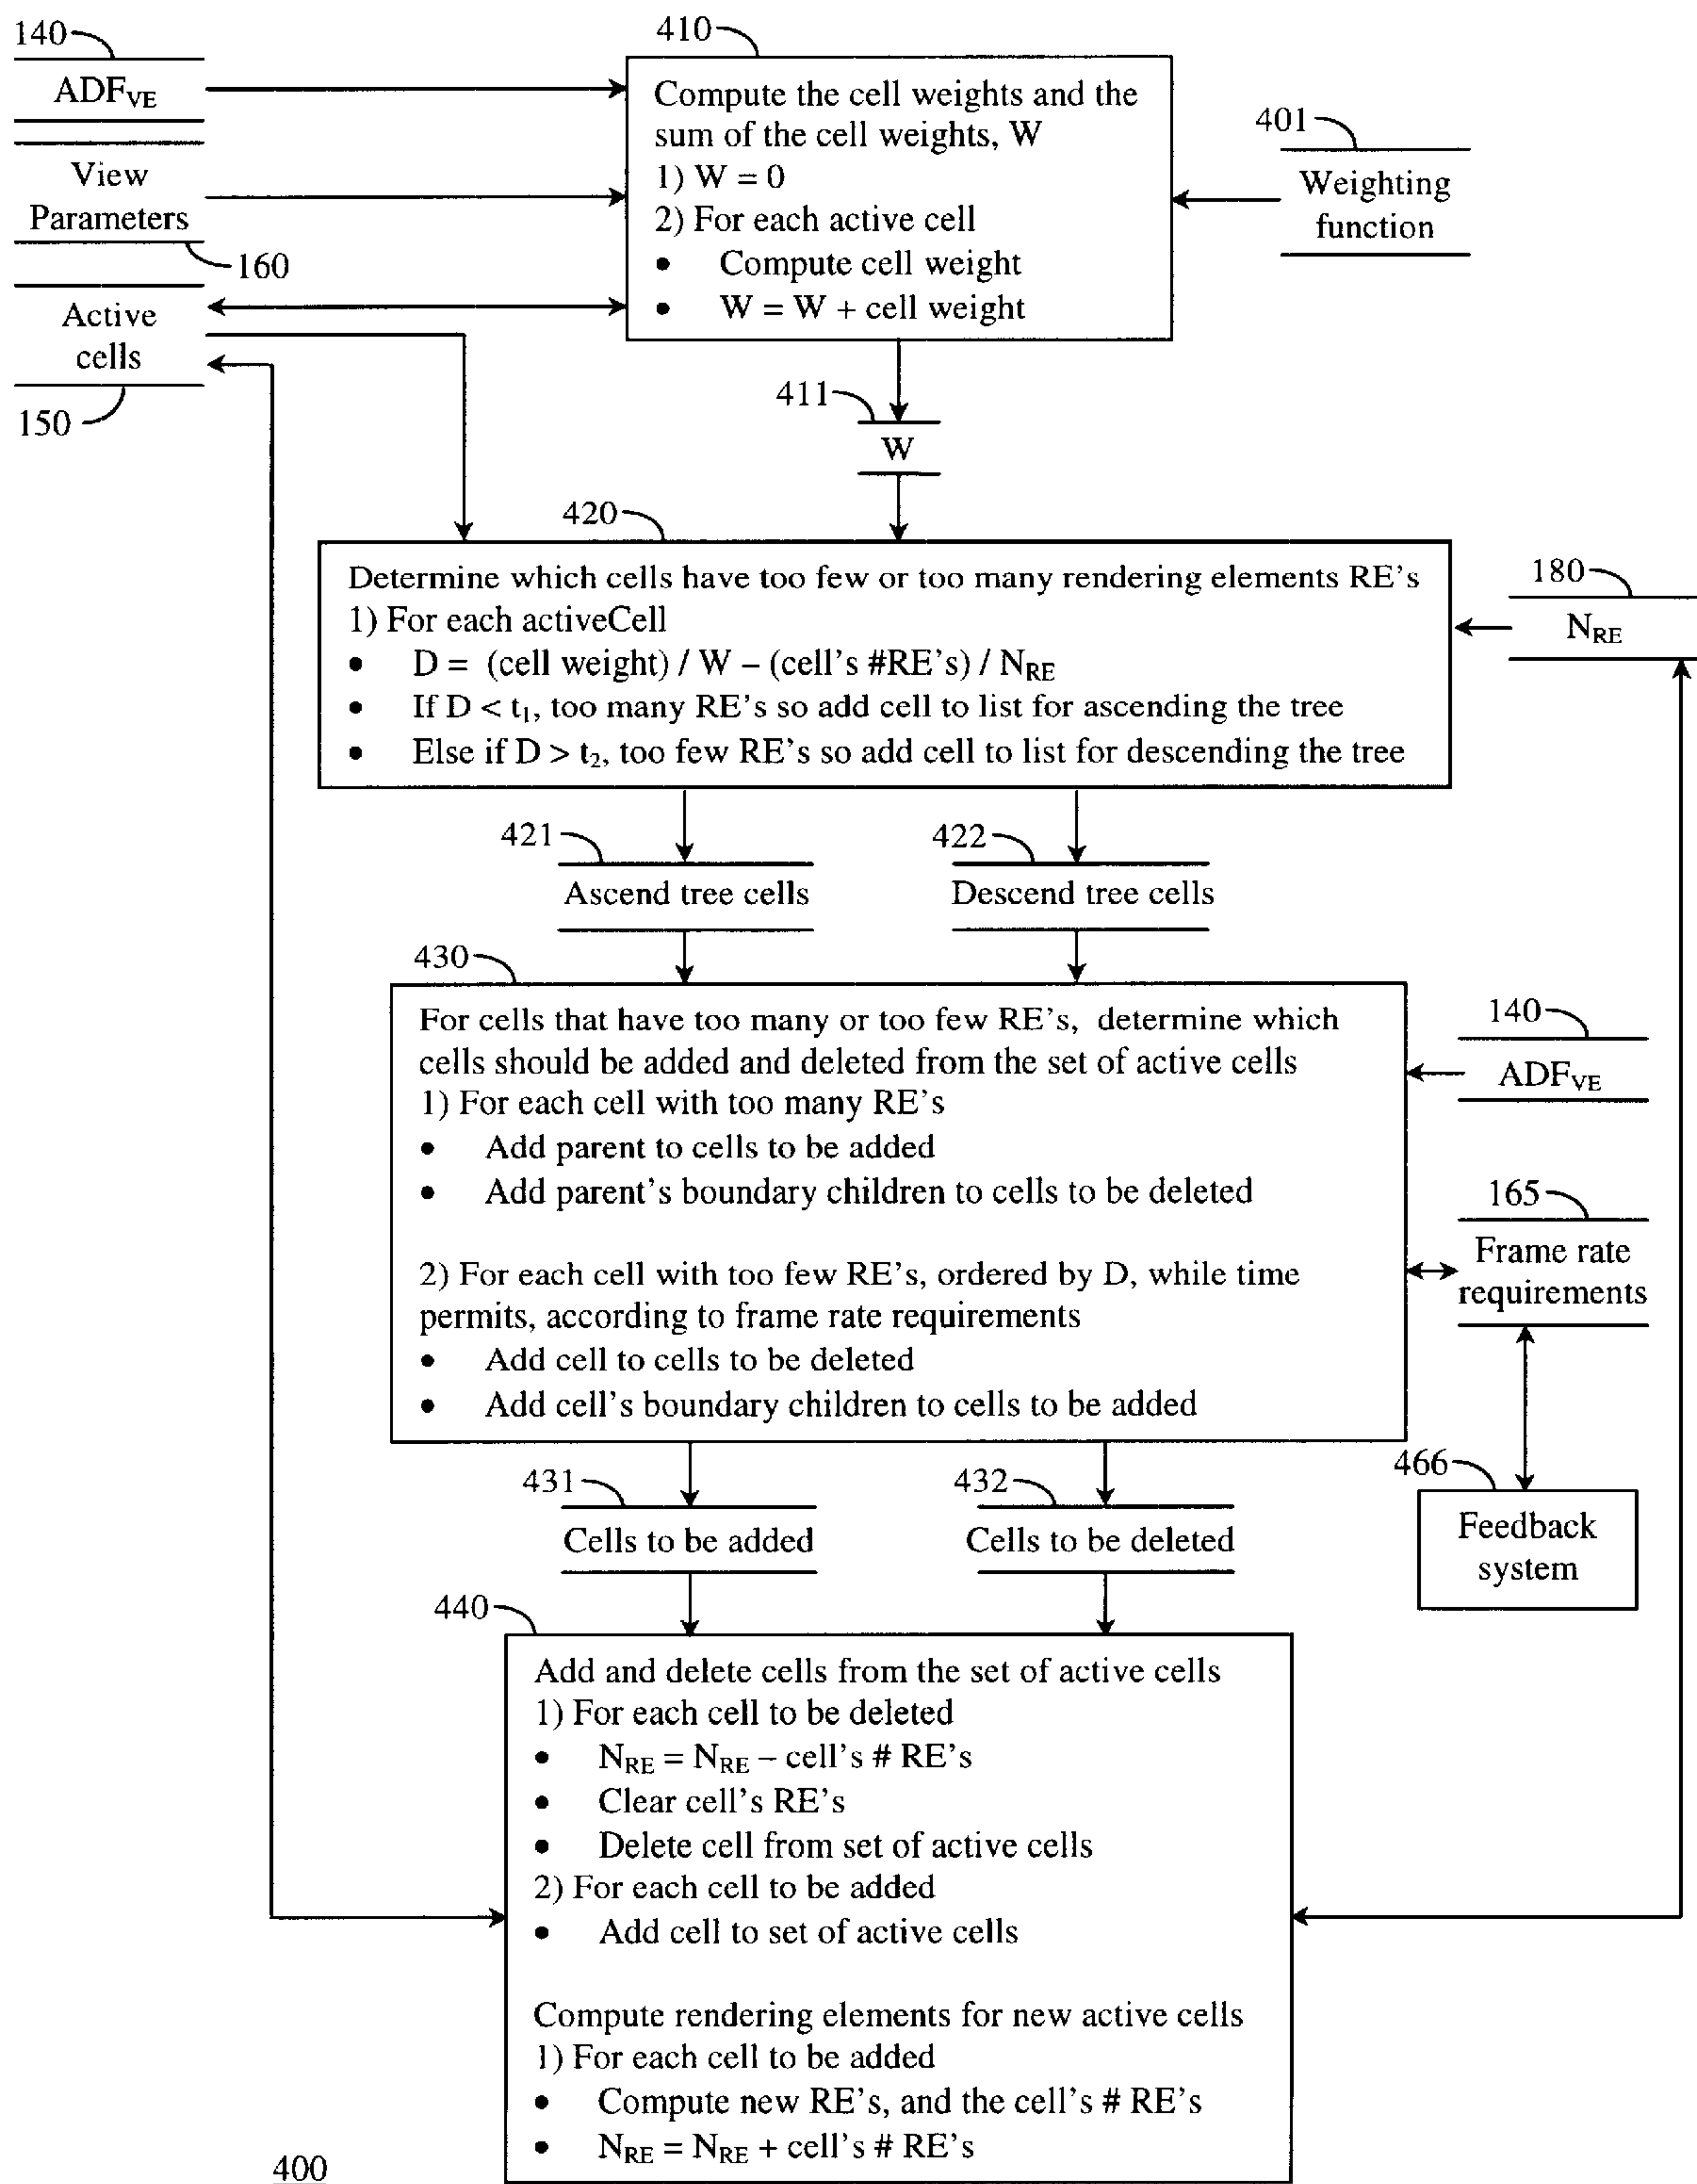 140
ADFVE
View
Parameters
160
Active
cells
150
410
Compute the cell weights and the
sum of the cell weights, W
1) W = 0
2) For each active cell
• Compute cell weight
• W = W + cell weight
401
Weighting
function
411
W
420
Determine which cells have too few or too many rendering elements RE's
1) For each activeCell
• D = (cell weight) / W – (cell's #RE's) / NRE
• If D < t1, too many RE's so add cell to list for ascending the tree
• Else if D > t2, too few RE's so add cell to list for descending the tree
180
NRE
421
Ascend tree cells
422
Descend tree cells
430
For cells that have too many or too few RE's, determine which
cells should be added and deleted from the set of active cells
1) For each cell with too many RE's
• Add parent to cells to be added
• Add parent's boundary children to cells to be deleted
2) For each cell with too few RE's, ordered by D, while time
permits, according to frame rate requirements
• Add cell to cells to be deleted
• Add cell's boundary children to cells to be added
140
ADFVE
165
Frame rate
requirements
466
Feedback
system
431
Cells to be added
432
Cells to be deleted
440
Add and delete cells from the set of active cells
1) For each cell to be deleted
• NRE = NRE – cell's # RE's
• Clear cell's RE's
• Delete cell from set of active cells
2) For each cell to be added
• Add cell to set of active cells
Compute rendering elements for new active cells
1) For each cell to be added
• Compute new RE's, and the cell's # RE's
• NRE = NRE + cell's # RE's
400